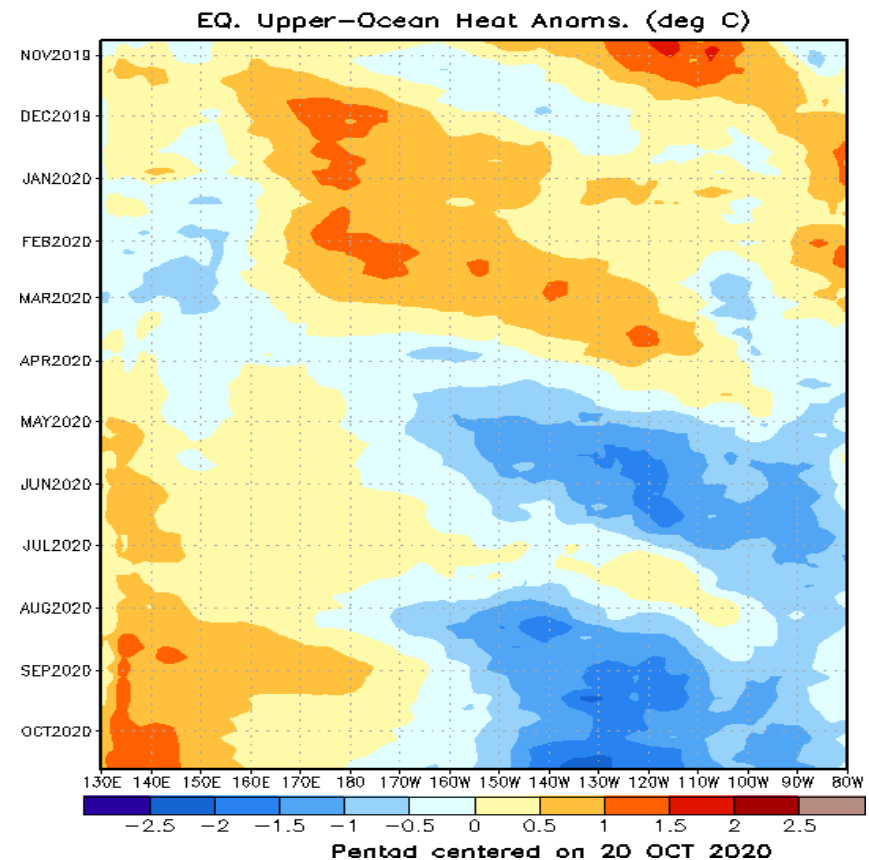 EQ. Upper-Ocean Heat Anoms. (deg C)
NOV2019
DEC2019
JAN2020
FEB2020
MAR2020
APR2020
MAY2020
JUN2020
JUL2020
AUG2020
SEP2020
OCT2020
130E 140E 150E 160E 170E 180 170W 160W 150W 140W 130W 120W 110W 100W 90W 80W
-2.5 -2 -1.5 -1 -0.5 0 0.5 1 1.5 2 2.5
Pentad centered on 20 OCT 2020